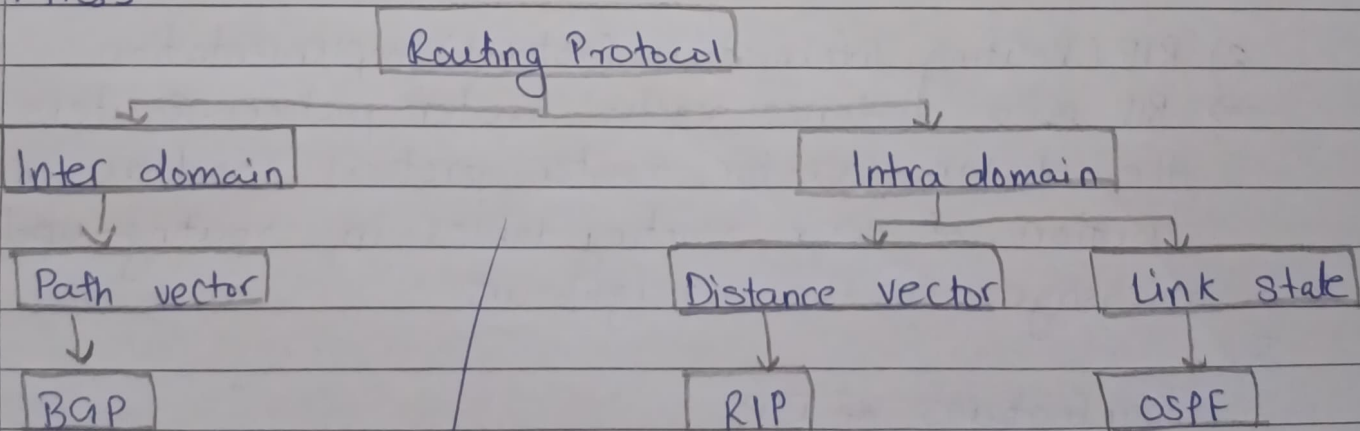 Routing Protocol
Inter domain Intra domain
Path vector Distance vector Link state
BGP RIP OSPF